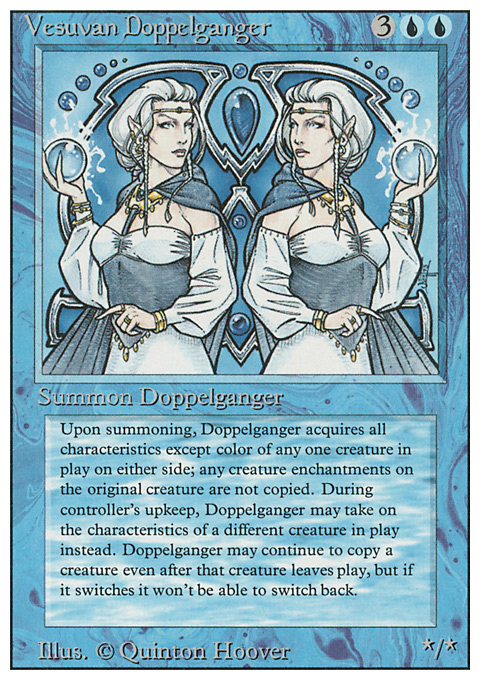 Vesuvan Doppelganger 3
Summon Doppelganger
Upon summoning, Doppelganger acquires all
characteristics except color of any one creature in
play on either side; any creature enchantments on
the original creature are not copied. During
controller's upkeep, Doppelganger may take on
the characteristics of a different creature in play
instead. Doppelganger may continue to copy a
creature even after that creature leaves play, but if
it switches it won't be able to switch back.
Illus. © Quinton Hoover */*